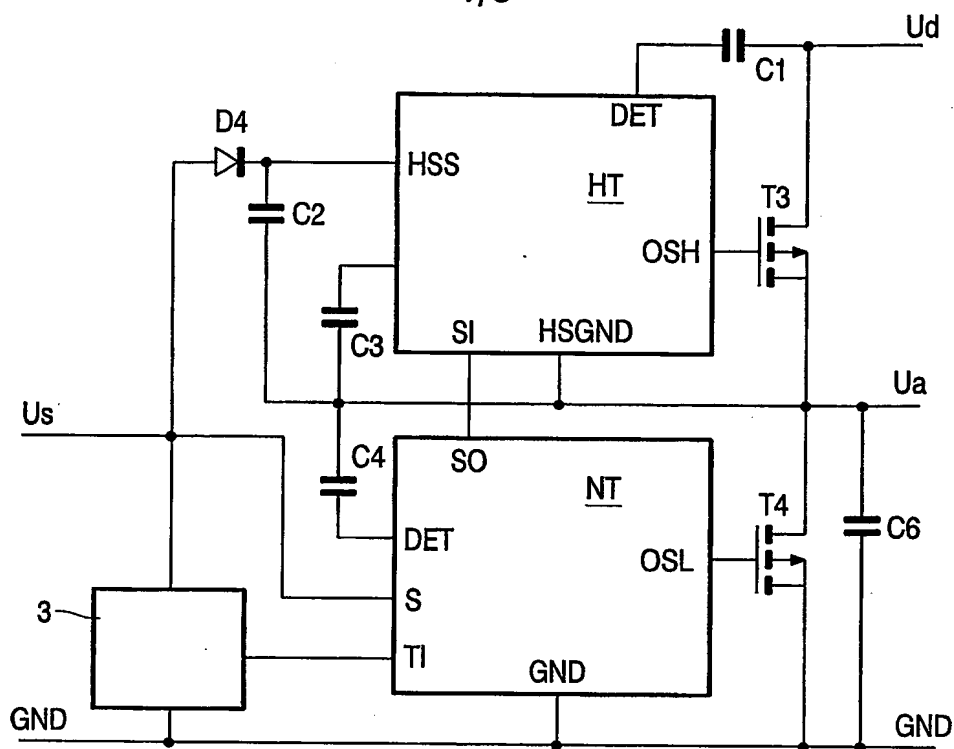 Ud
C1
DET
D4
HSS
HT
C2
T3
OSH
C3
SI
HSGND
Us
Ua
C4
SO
NT
T4
DET
OSL
C6
S
3
TI
GND
GND
GND